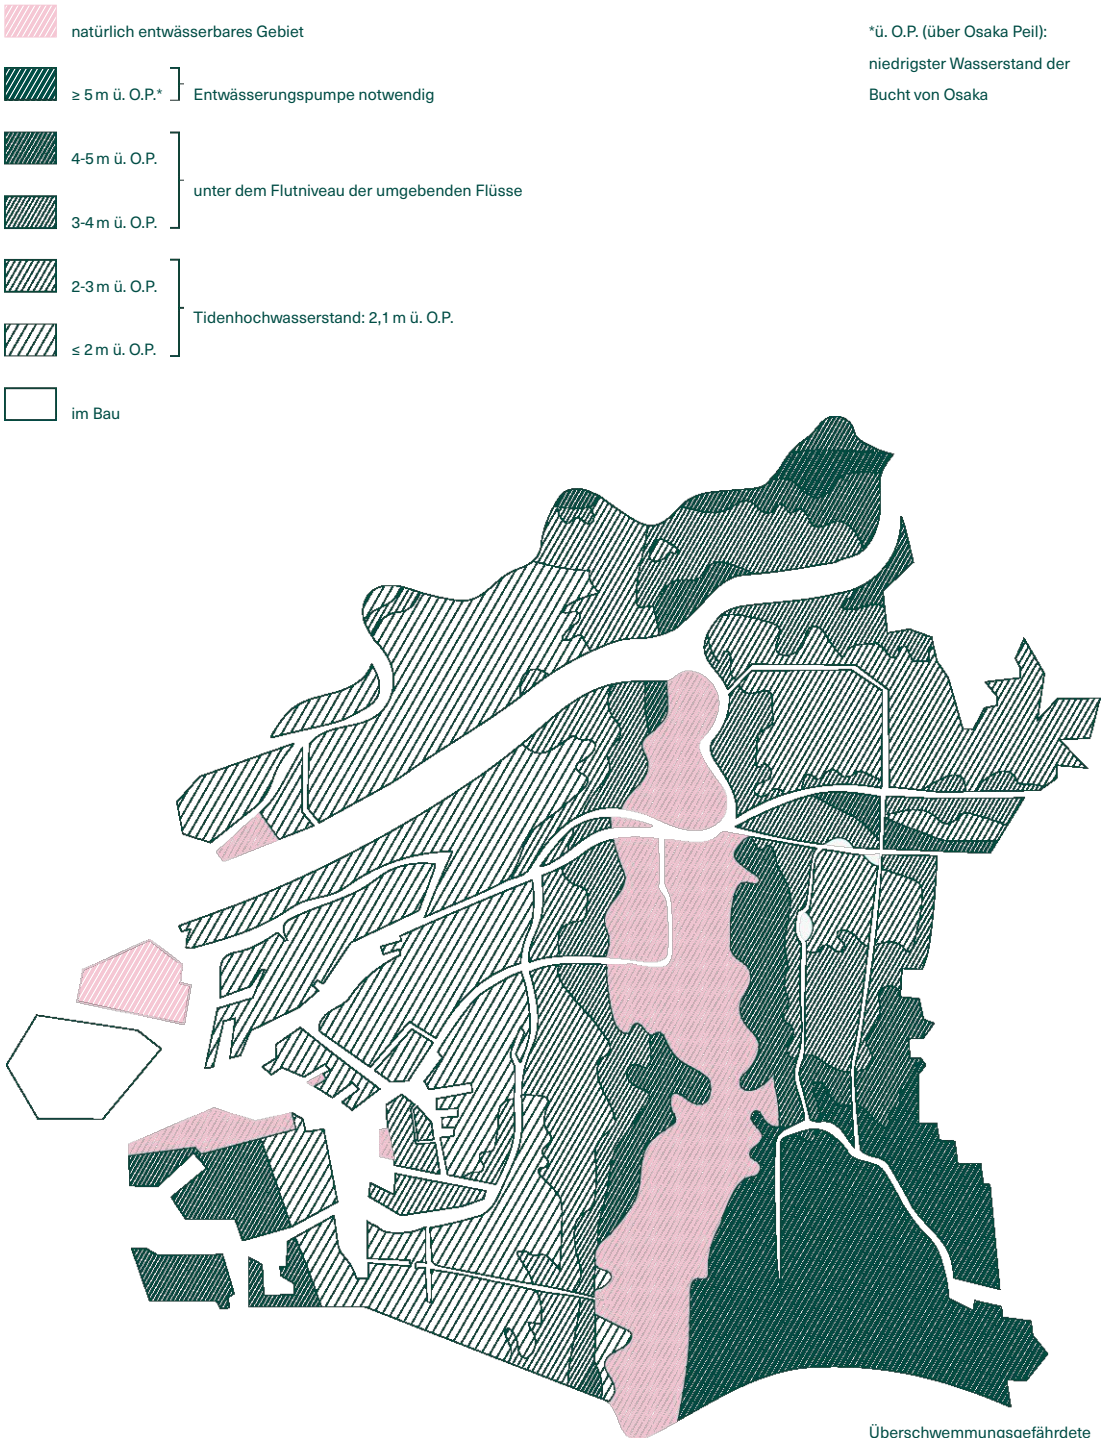 natürlich entwässerbares Gebiet
≥ 5 m ü. O.P.*
Entwässerungspumpe notwendig
4-5 m ü. O.P.
unter dem Flutniveau der umgebenden Flüsse
3-4 m ü. O.P.
2-3 m ü. O.P.
Tidenhochwasserstand: 2,1 m ü. O.P.
≤ 2 m ü. O.P.
im Bau
*ü. O.P. (über Osaka Peil):
niedrigster Wasserstand der
Bucht von Osaka
Überschwemmungsgefährdete